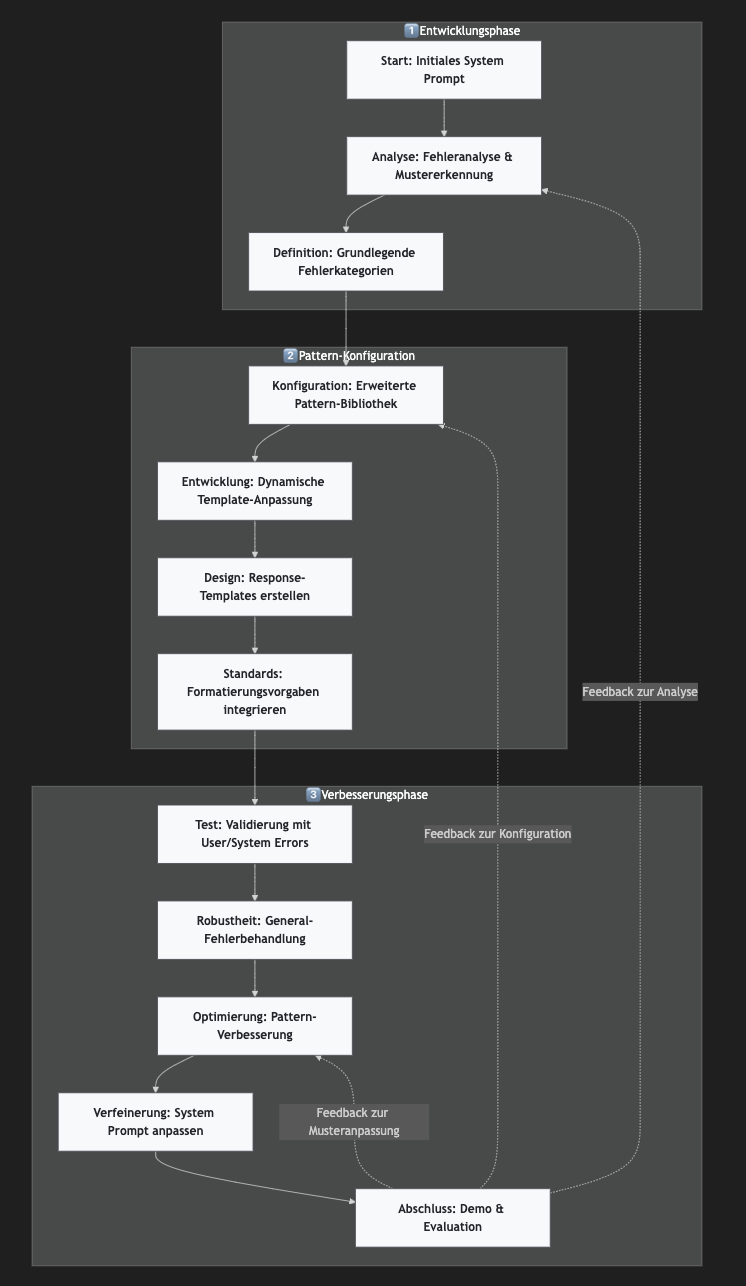 1️⃣Entwicklungsphase
Start: Initiales System
Prompt
Analyse: Fehleranalyse &
Mustererkennung
Definition: Grundlegende
Fehlerkategorien
2️⃣Pattern-Konfiguration
Konfiguration: Erweiterte
Pattern-Bibliothek
Entwicklung: Dynamische
Template-Anpassung
Design: Response-
Templates erstellen
Standards:
Formatierungsvorgaben
integrieren
Feedback zur Analyse
3️⃣Verbesserungsphase
Test: Validierung mit
User/System Errors
Feedback zur Konfiguration
Robustheit: General-
Fehlerbehandlung
Optimierung: Pattern-
Verbesserung
Verfeinerung: System
Prompt anpassen
Feedback zur
Musteranpassung
Abschluss: Demo &
Evaluation